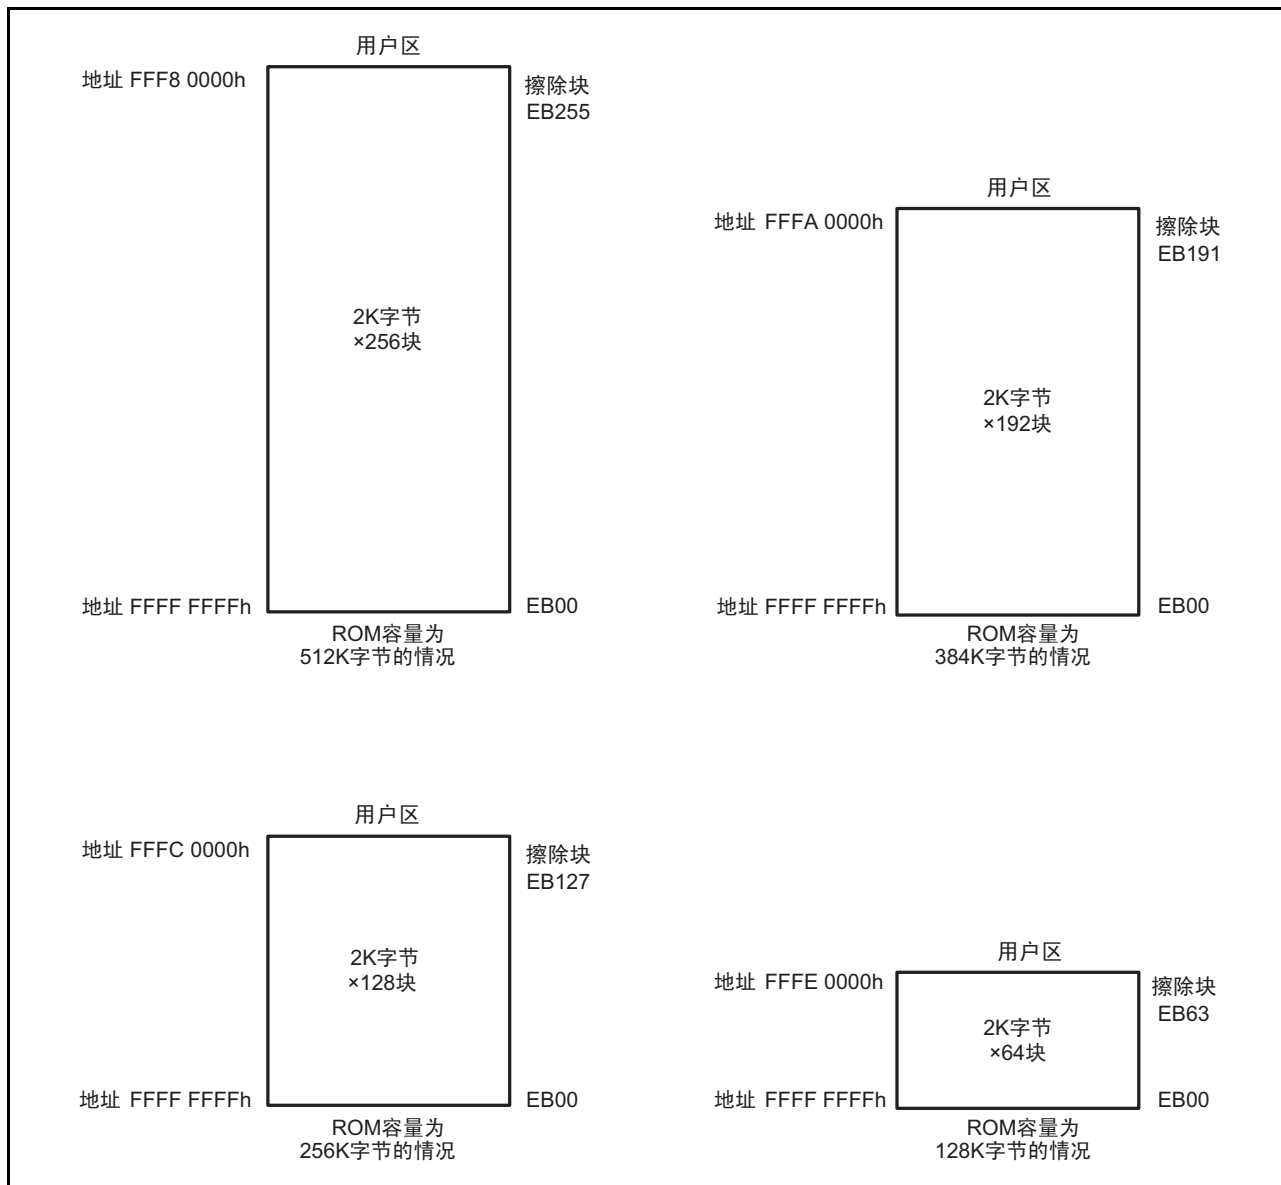 用户区
地址 FFF8 0000h
擦除块
EB255
2K字节
×256块
地址 FFFF FFFFh
EB00
ROM容量为
512K字节的情况
用户区
地址 FFFA 0000h
擦除块
EB191
2K字节
×192块
地址 FFFF FFFFh
EB00
ROM容量为
384K字节的情况
用户区
地址 FFFC 0000h
擦除块
EB127
2K字节
×128块
地址 FFFF FFFFh
EB00
ROM容量为
256K字节的情况
用户区
地址 FFFE 0000h
擦除块
EB63
2K字节
×64块
地址 FFFF FFFFh
EB00
ROM容量为
128K字节的情况